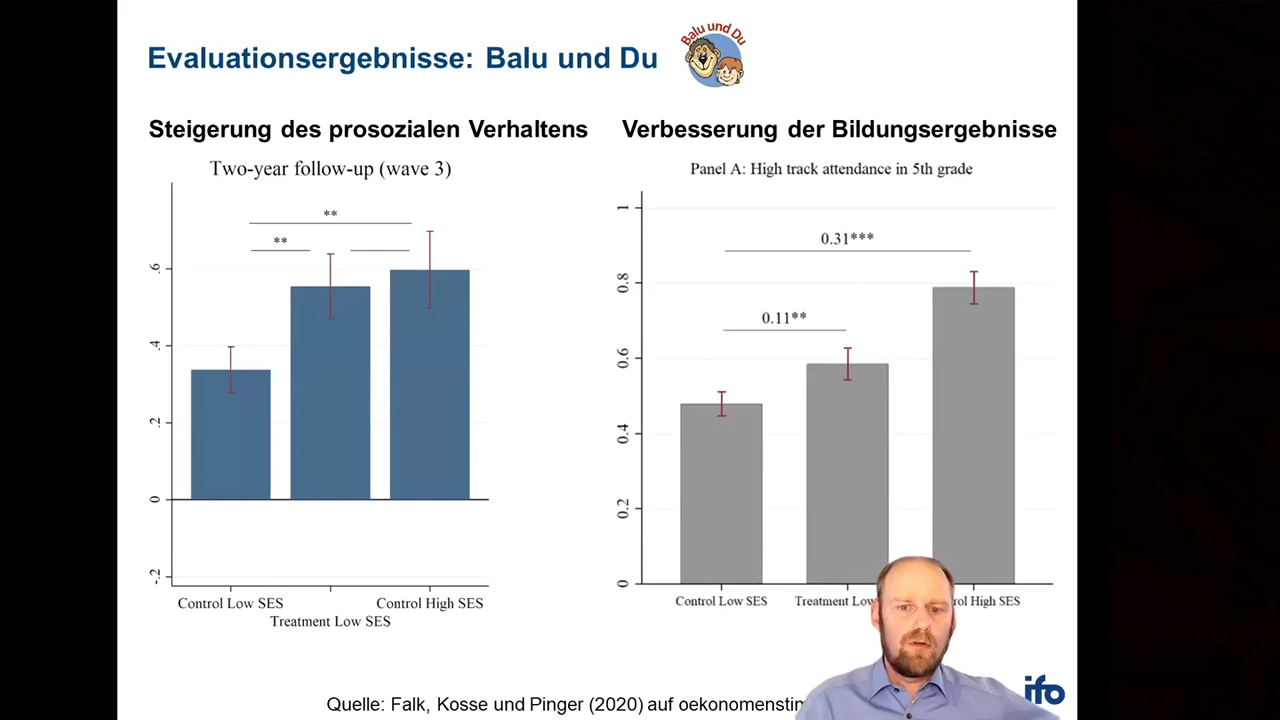 Evaluationsergebnisse: Balu und Du
Balu und Du
Steigerung des prosozialen Verhaltens
Two-year follow-up (wave 3)
**
**
.6
.4
.2
0
-.2
Control Low SES
Treatment Low SES
Control High SES
Verbesserung der Bildungsergebnisse
Panel A: High track attendance in 5th grade
1
0.8
0.6
0.4
0.2
0
0.31***
0.11**
Control Low SES
Treatment Low
High SES
Quelle: Falk, Kosse und Pinger (2020) auf
ifo